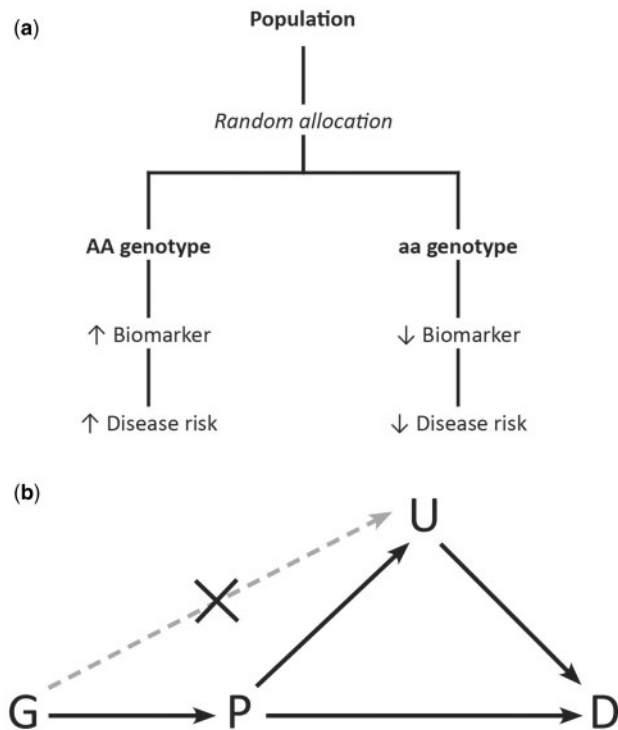 (a)
Population
Random allocation
AA genotype aa genotype
↑ Biomarker ↓ Biomarker
↑ Disease risk ↓ Disease risk
(b)
U
G P D